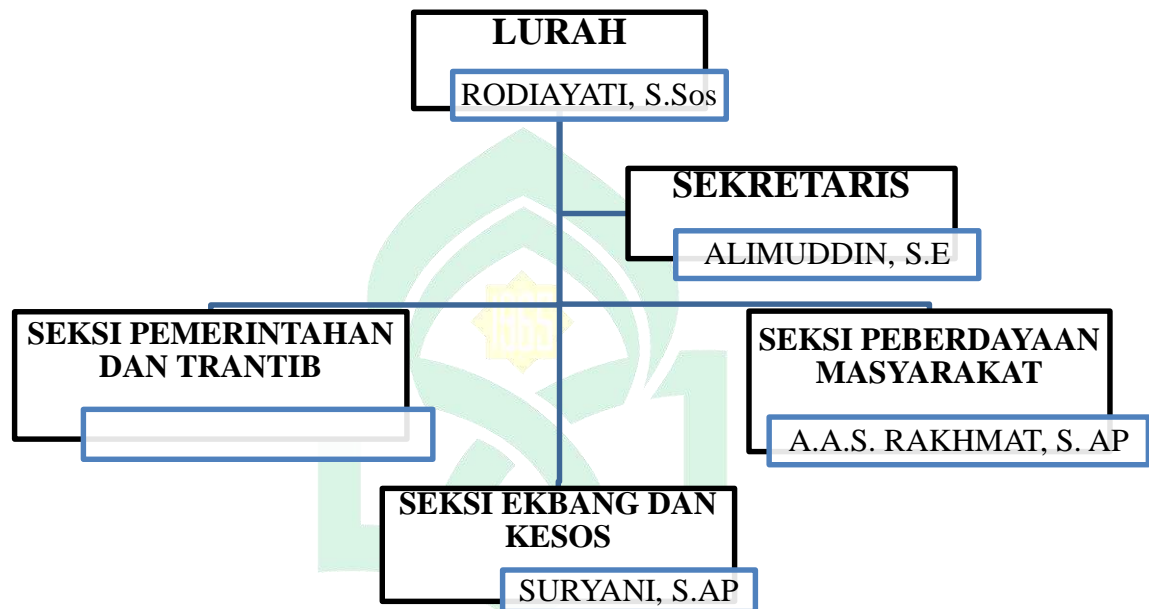 LURAH
RODIAYATI, S.Sos
SEKRETARIS
ALIMUDDIN, S.E
SEKSI PEMERINTAHAN
DAN TRANTIB
SEKSI PEBERDAYAAN
MASYARAKAT
A.A.S. RAKHMAT, S. AP
SEKSI EKBANG DAN
KESOS
SURYANI, S.AP